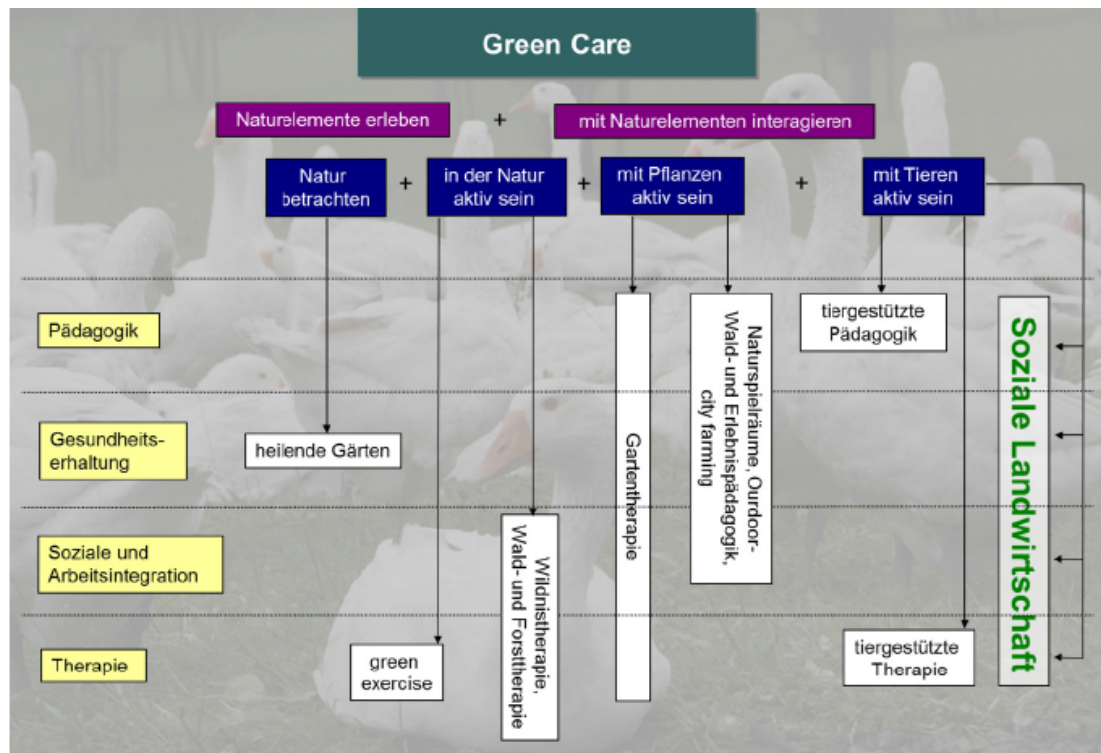 Green Care
Naturelemente erleben
+
mit Naturelementen interagieren
Natur
betrachten
+
in der Natur
aktiv sein
+
mit Pflanzen
aktiv sein
+
mit Tieren
aktiv sein
Pädagogik
tiergestützte
Pädagogik
Naturspielräume, Ourdoor-
Wald- und Erlebnispädagogik,
city farming
Soziale Landwirtschaft
Gesundheits-
erhaltung
heilende Gärten
Gartentherapie
Soziale und
Arbeitsintegration
Wildnistherapie,
Wald- und Forsttherapie
Therapie
green
exercise
tiergestützte
Therapie